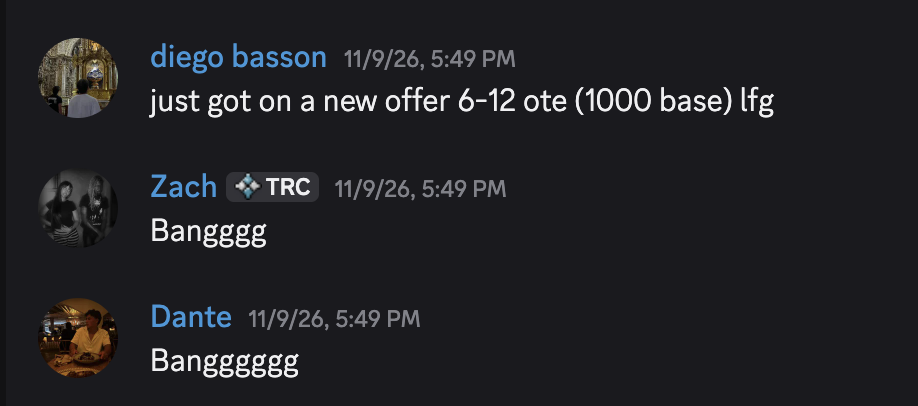 diego basson 11/9/26, 5:49 PM
just got on a new offer 6-12 ote (1000 base) lfg
Zach TRC 11/9/26, 5:49 PM
Bangggg
Dante 11/9/26, 5:49 PM
Bangggggg